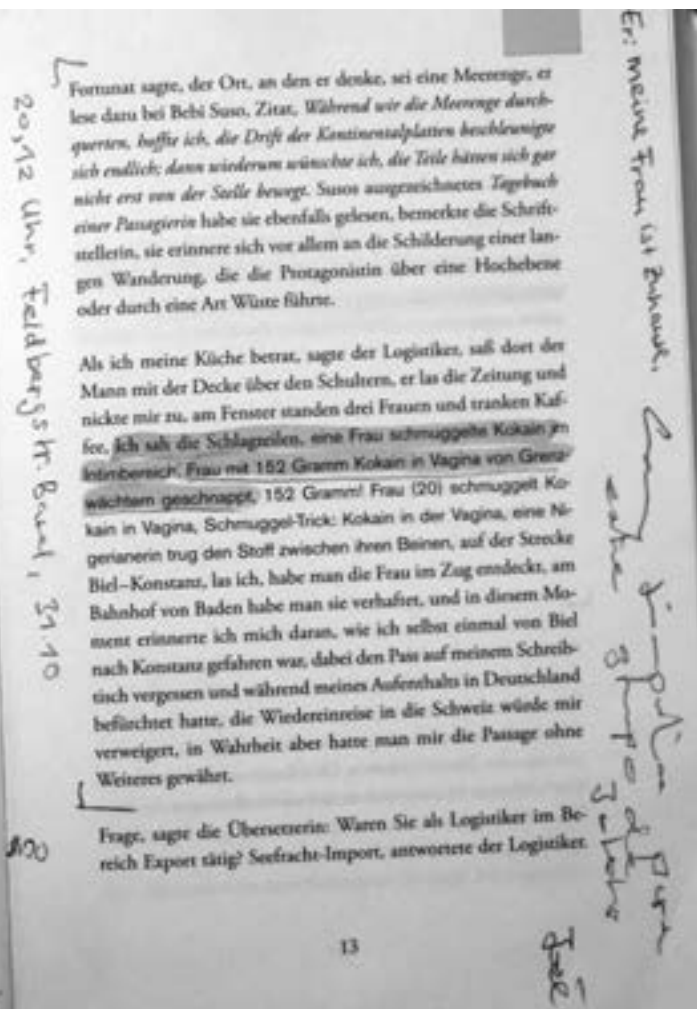 Fortunat sagte, der Ort, an den er denke, sei eine Meerenge, er
lese dazu bei Bebi Suso, Zitat, Während wir die Meerenge durch-
querten, hoffte ich, die Drift der Kontinentalplatten beschleunigte
sich endlich; dann wiederum wünschte ich, die Teile hätten sich gar
nicht erst von der Stelle bewegt. Susos ausgezeichnetes Tagebuch
einer Passagierin habe sie ebenfalls gelesen, bemerkte die Schrift-
stellerin, sie erinnere sich vor allem an die Schilderung einer lan-
gen Wanderung, die die Protagonistin über eine Hochebene
oder durch eine Art Wüste führte.
Als ich meine Küche betrat, sagte der Logistiker, saß dort der
Mann mit der Decke über den Schultern, er las die Zeitung und
nickte mir zu, am Fenster standen drei Frauen und tranken Kaf-
fee, ich sah die Schlagzeilen, eine Frau schmuggelte Kokain im
Intimbereich, Frau mit 152 Gramm Kokain in Vagina von Grenz-
wächtern geschnappt, 152 Gramm! Frau (20) schmuggelt Ko-
kain in Vagina, Schmuggel-Trick: Kokain in der Vagina, eine Ni-
gerianerin trug den Stoff zwischen ihren Beinen, auf der Strecke
Biel–Konstanz, las ich, habe man die Frau im Zug entdeckt, am
Bahnhof von Baden habe man sie verhaftet, und in diesem Mo-
ment erinnerte ich mich daran, wie ich selbst einmal von Biel
nach Konstanz gefahren war, dabei den Pass auf meinem Schreib-
tisch vergessen und während meines Aufenthalts in Deutschland
befürchtet hatte, die Wiedereinreise in die Schweiz würde mir
verweigert, in Wahrheit aber hatte man mir die Passage ohne
Weiteres gewährt.
Frage, sagte die Übersetzerin: Waren Sie als Logistiker im Be-
reich Export tätig? Seefracht-Import, antwortete der Logistiker.
13
20,12 Uhr, Feldbergstr. Basel, 31.10
Er: meine Frau ist Zuhause.